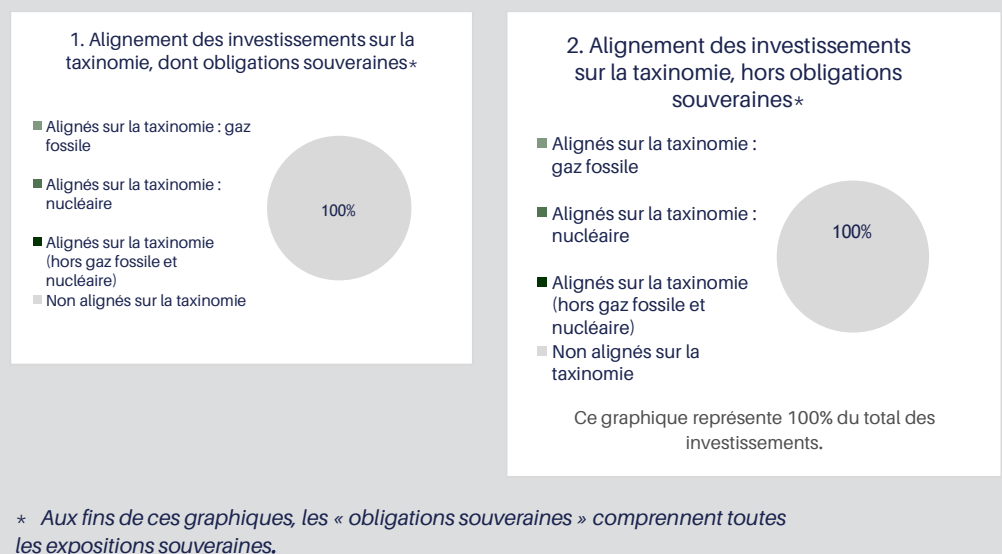 1. Alignement des investissements sur la
taxinomie, dont obligations souveraines*
Alignés sur la taxinomie : gaz
fossile
Alignés sur la taxinomie :
nucléaire
Alignés sur la taxinomie
(hors gaz fossile et
nucléaire)
Non alignés sur la taxinomie
100%
2. Alignement des investissements
sur la taxinomie, hors obligations
souveraines*
Alignés sur la taxinomie :
gaz fossile
Alignés sur la taxinomie :
nucléaire
Alignés sur la taxinomie
(hors gaz fossile et
nucléaire)
Non alignés sur la
taxinomie
100%
Ce graphique représente 100% du total des
investissements.
* Aux fins de ces graphiques, les « obligations souveraines » comprennent toutes
les expositions souveraines.